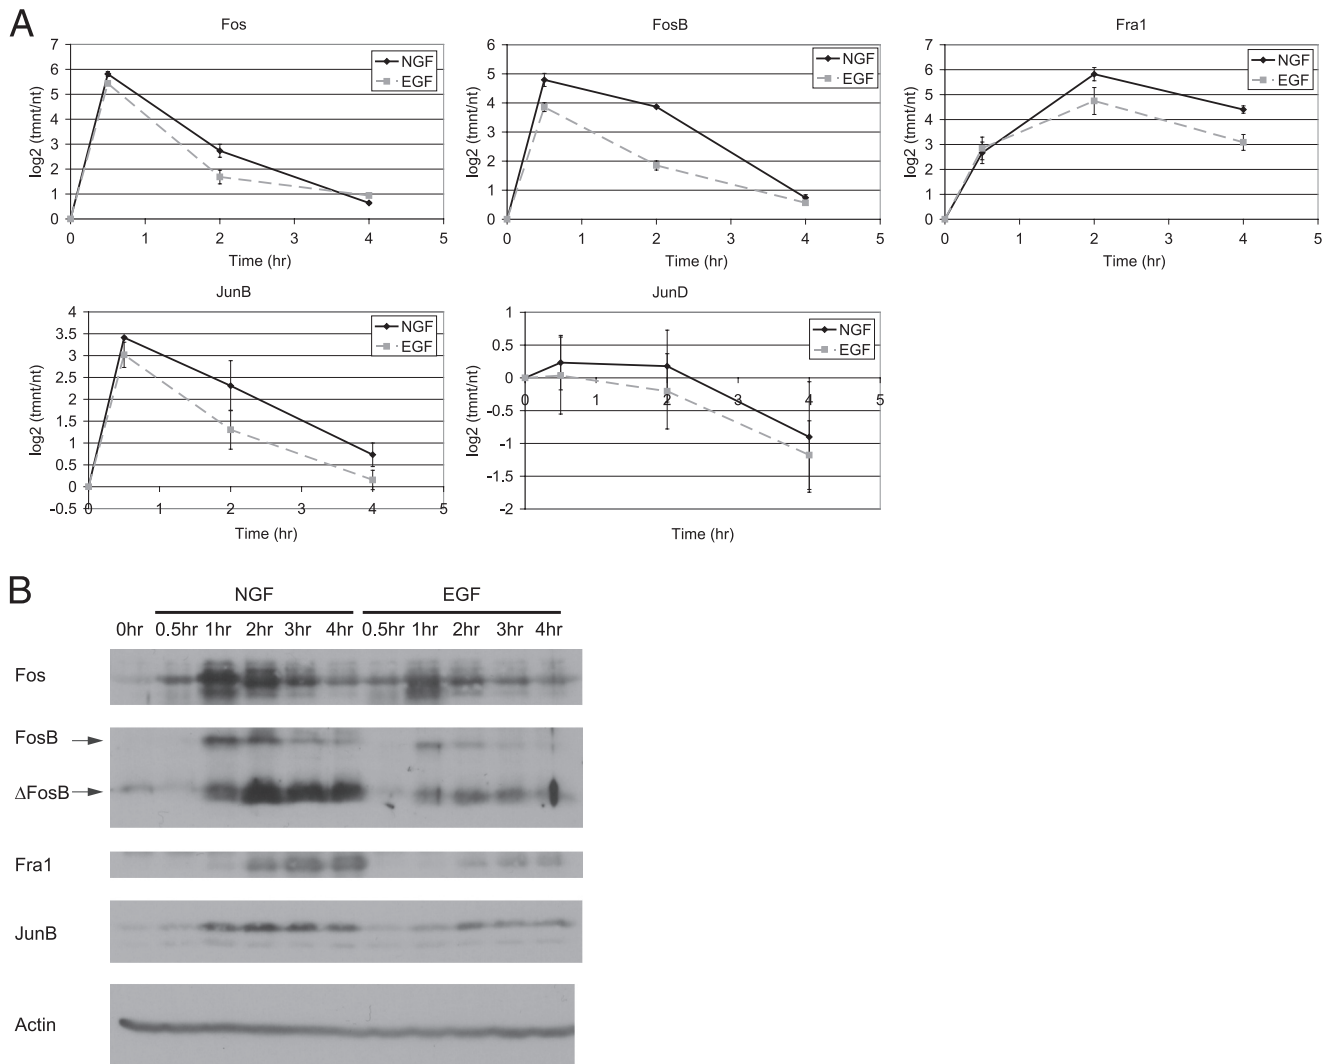 A
Fos
7
6
5
4
3
2
1
0
0 1 2 3 4 5
log2 (tmnt/nt)
Time (hr)
NGF
EGF
FosB
6
5
4
3
2
1
0
0 1 2 3 4 5
log2 (tmnt/nt)
Time (hr)
NGF
EGF
Fra1
7
6
5
4
3
2
1
0
0 1 2 3 4 5
log2 (tmnt/nt)
Time (hr)
NGF
EGF
JunB
4
3.5
3
2.5
2
1.5
1
0.5
0
-0.5
0 1 2 3 4 5
log2 (tmnt/nt)
Time (hr)
NGF
EGF
JunD
1
0.5
0
-0.5
-1
-1.5
-2
0 1 2 3 4 5
log2 (tmnt/nt)
Time (hr)
NGF
EGF
B
NGF EGF
0hr 0.5hr 1hr 2hr 3hr 4hr 0.5hr 1hr 2hr 3hr 4hr
Fos
FosB
ΔFosB
Fra1
JunB
Actin